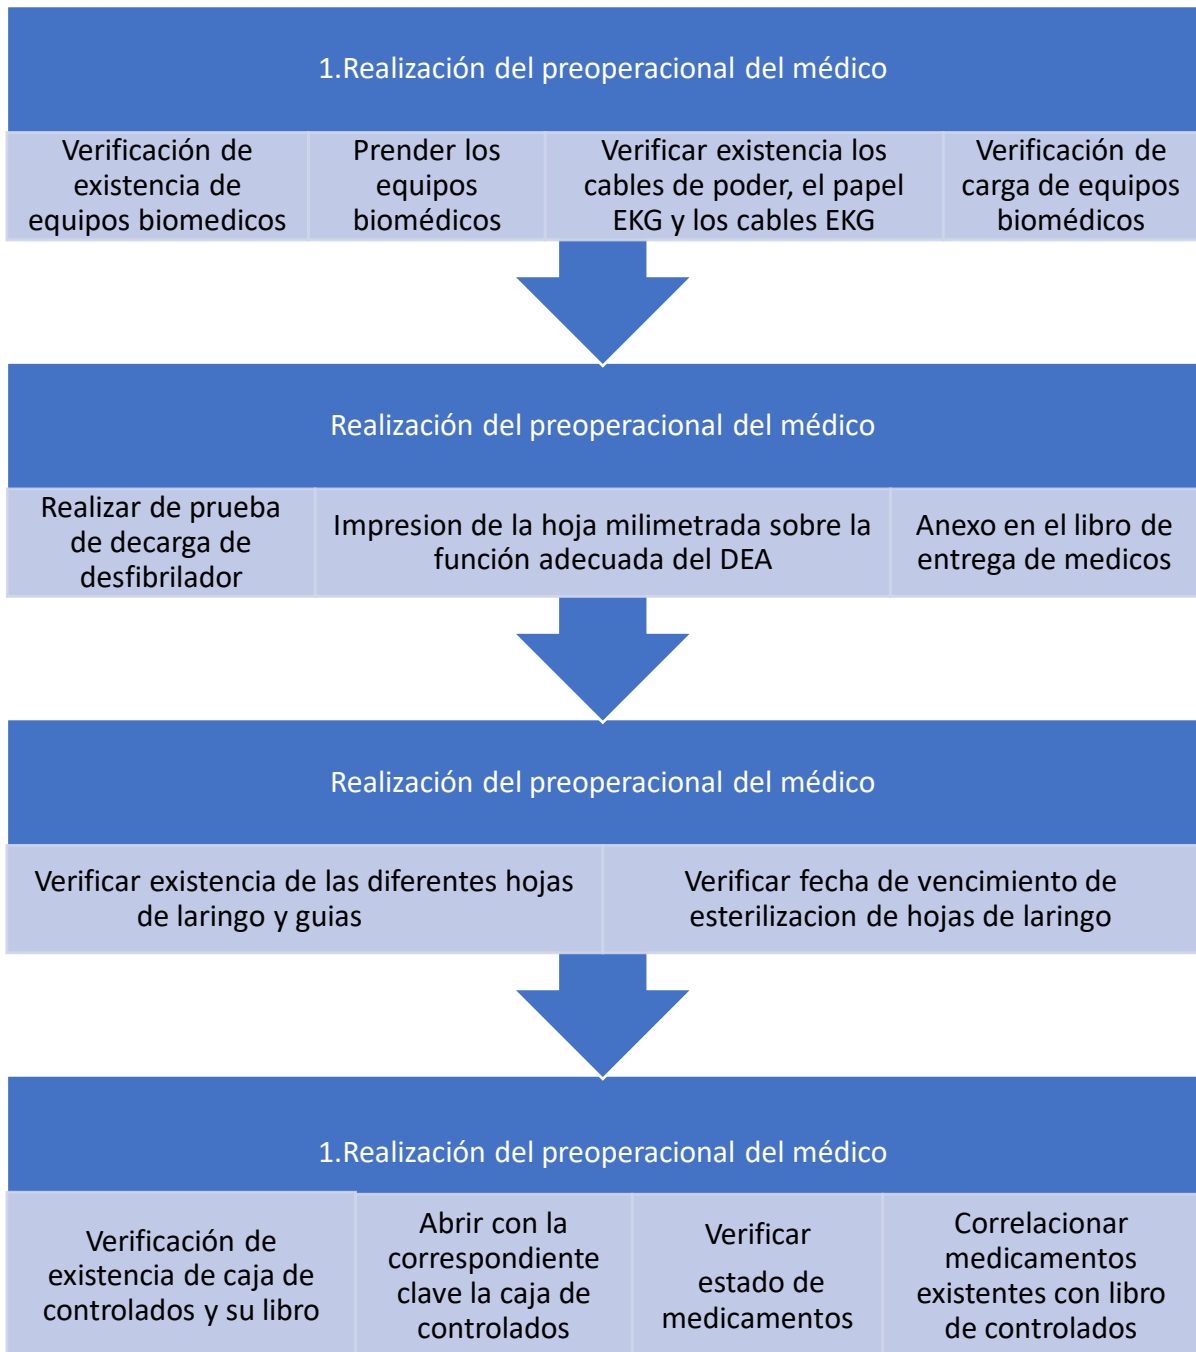 1.Realización del preoperacional del médico
Verificación de
existencia de
equipos biomedicos
Prender los
equipos
biomédicos
Verificar existencia los
cables de poder, el papel
EKG y los cables EKG
Verificación de
carga de equipos
biomédicos
Realización del preoperacional del médico
Realizar de prueba
de decarga de
desfibrilador
Impresion de la hoja milimetrada sobre la
función adecuada del DEA
Anexo en el libro de
entrega de medicos
Realización del preoperacional del médico
Verificar existencia de las diferentes hojas
de laringo y guias
Verificar fecha de vencimiento de
esterilizacion de hojas de laringo
1.Realización del preoperacional del médico
Verificación de
existencia de caja de
controlados y su libro
Abrir con la
correspondiente
clave la caja de
controlados
Verificar
estado de
medicamentos
Correlacionar
medicamentos
existentes con libro
de controlados